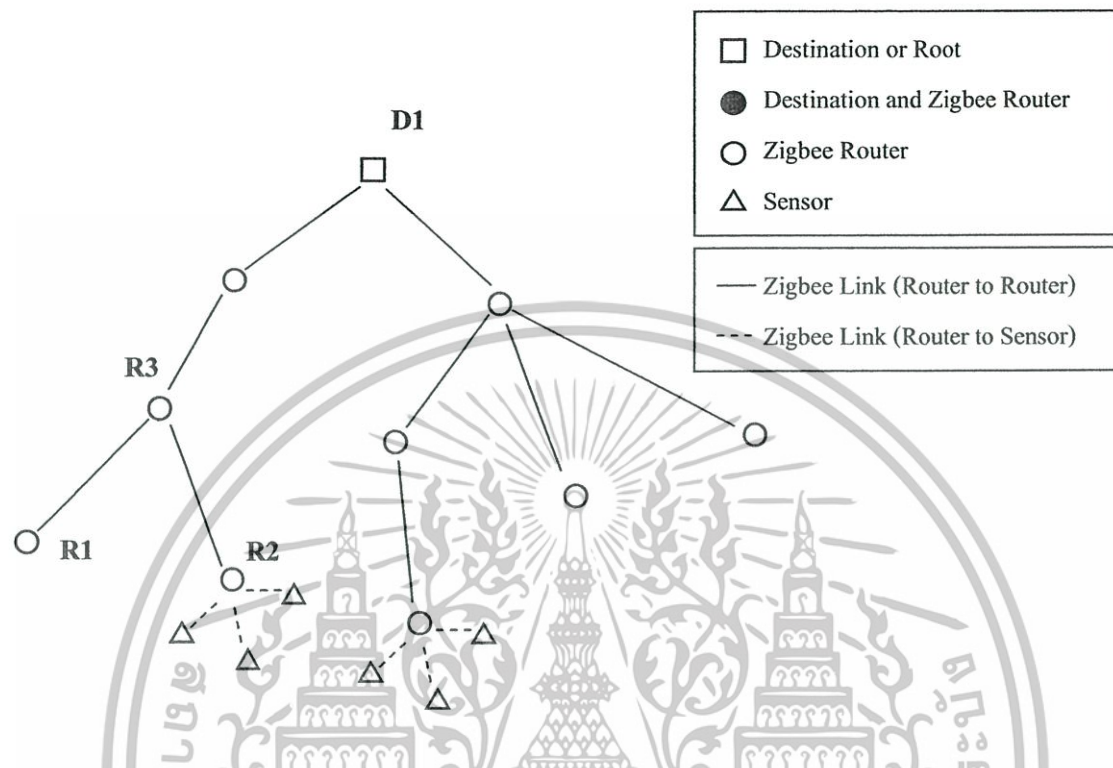 Destination or Root
Destination and Zigbee Router
D1
Zigbee Router
Sensor
Zigbee Link (Router to Router)
Zigbee Link (Router to Sensor)
R3
R1
R2